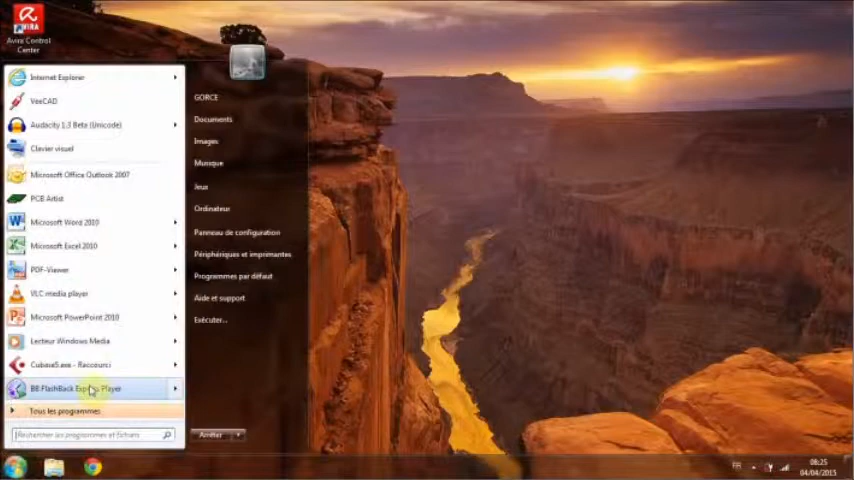 AVIRA
Avira Control
Center
Internet Explorer
VeeCAD
Audacity 1.3 Beta (Unicode)
Clavier visuel
Microsoft Office Outlook 2007
PCB Artist
Microsoft Word 2010
Microsoft Excel 2010
PDF-Viewer
VLC media player
Microsoft PowerPoint 2010
Lecteur Windows Media
Cubase5.exe - Raccourci
BB FlashBack Express Player
Tous les programmes
Rechercher les programmes et fichiers
GORCE
Documents
Images
Musique
Jeux
Ordinateur
Panneau de configuration
Périphériques et imprimantes
Programmes par défaut
Aide et support
Exécuter...
Arrêter
FR
08:25
04/04/2015